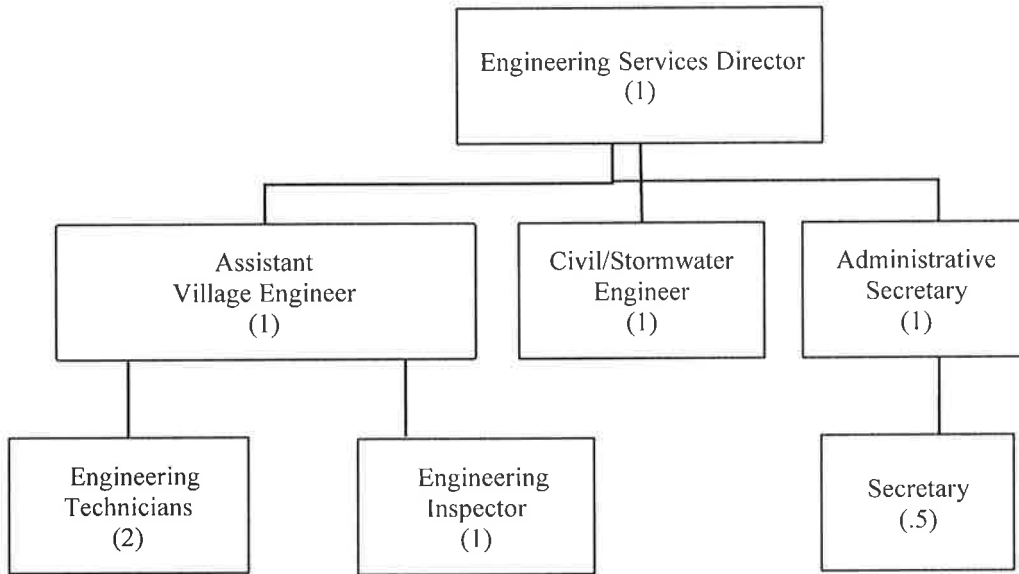 Engineering Services Director
(1)
Assistant
Village Engineer
(1)
Civil/Stormwater
Engineer
(1)
Administrative
Secretary
(1)
Engineering
Technicians
(2)
Engineering
Inspector
(1)
Secretary
(.5)